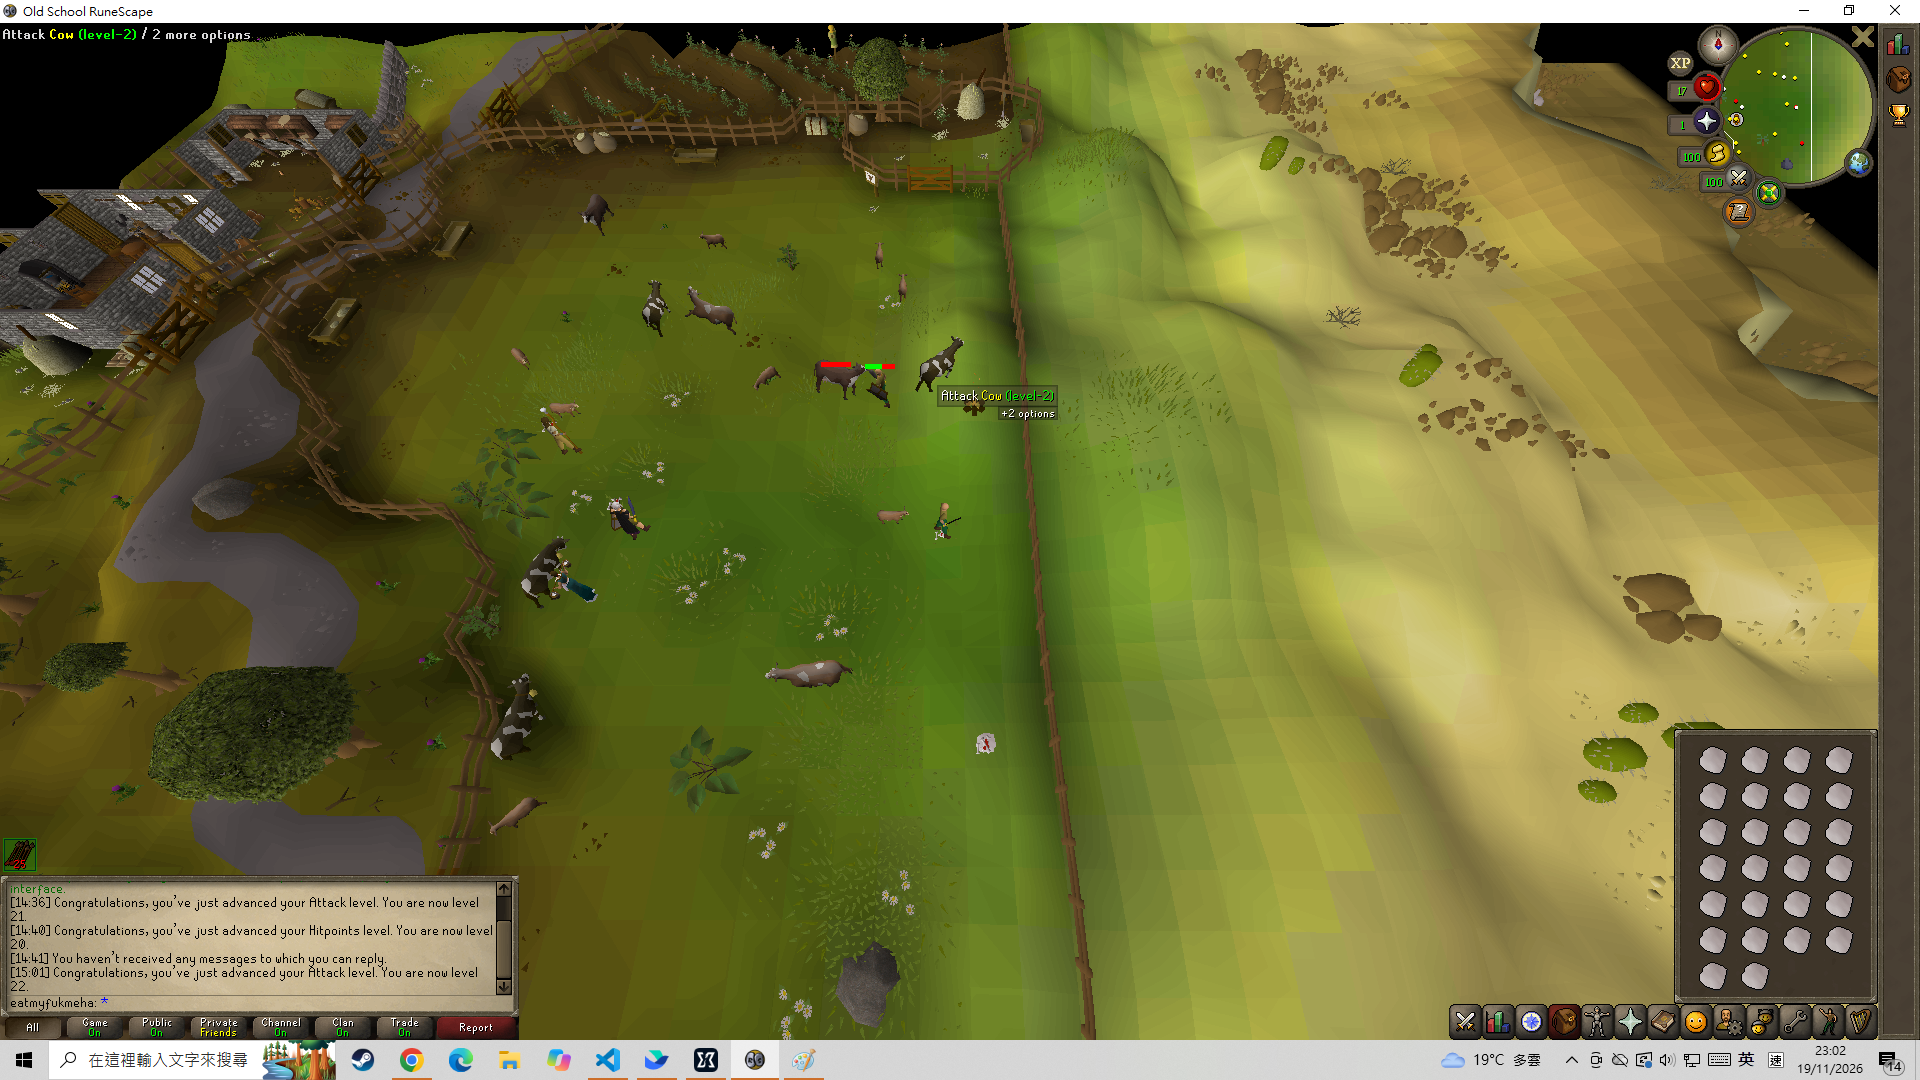 Old School RuneScape
Attack Cow (level-2) / 2 more options
N
XP
17
1
100
100
Attack Cow (level-2)
+2 options
25
interface.
[14:36] Congratulations, you've just advanced your Attack level. You are now level
21.
[14:40] Congratulations, you've just advanced your Hitpoints level. You are now level
20.
[14:41] You haven't received any messages to which you can reply.
[15:01] Congratulations, you've just advanced your Attack level. You are now level
22.
eatmyfukmeha: *
All
Game
On
Public
On
Private
Friends
Channel
On
Clan
On
Trade
On
Report
在這裡輸入文字來搜尋
19°C 多雲
英
速
23:02
19/11/2026
14